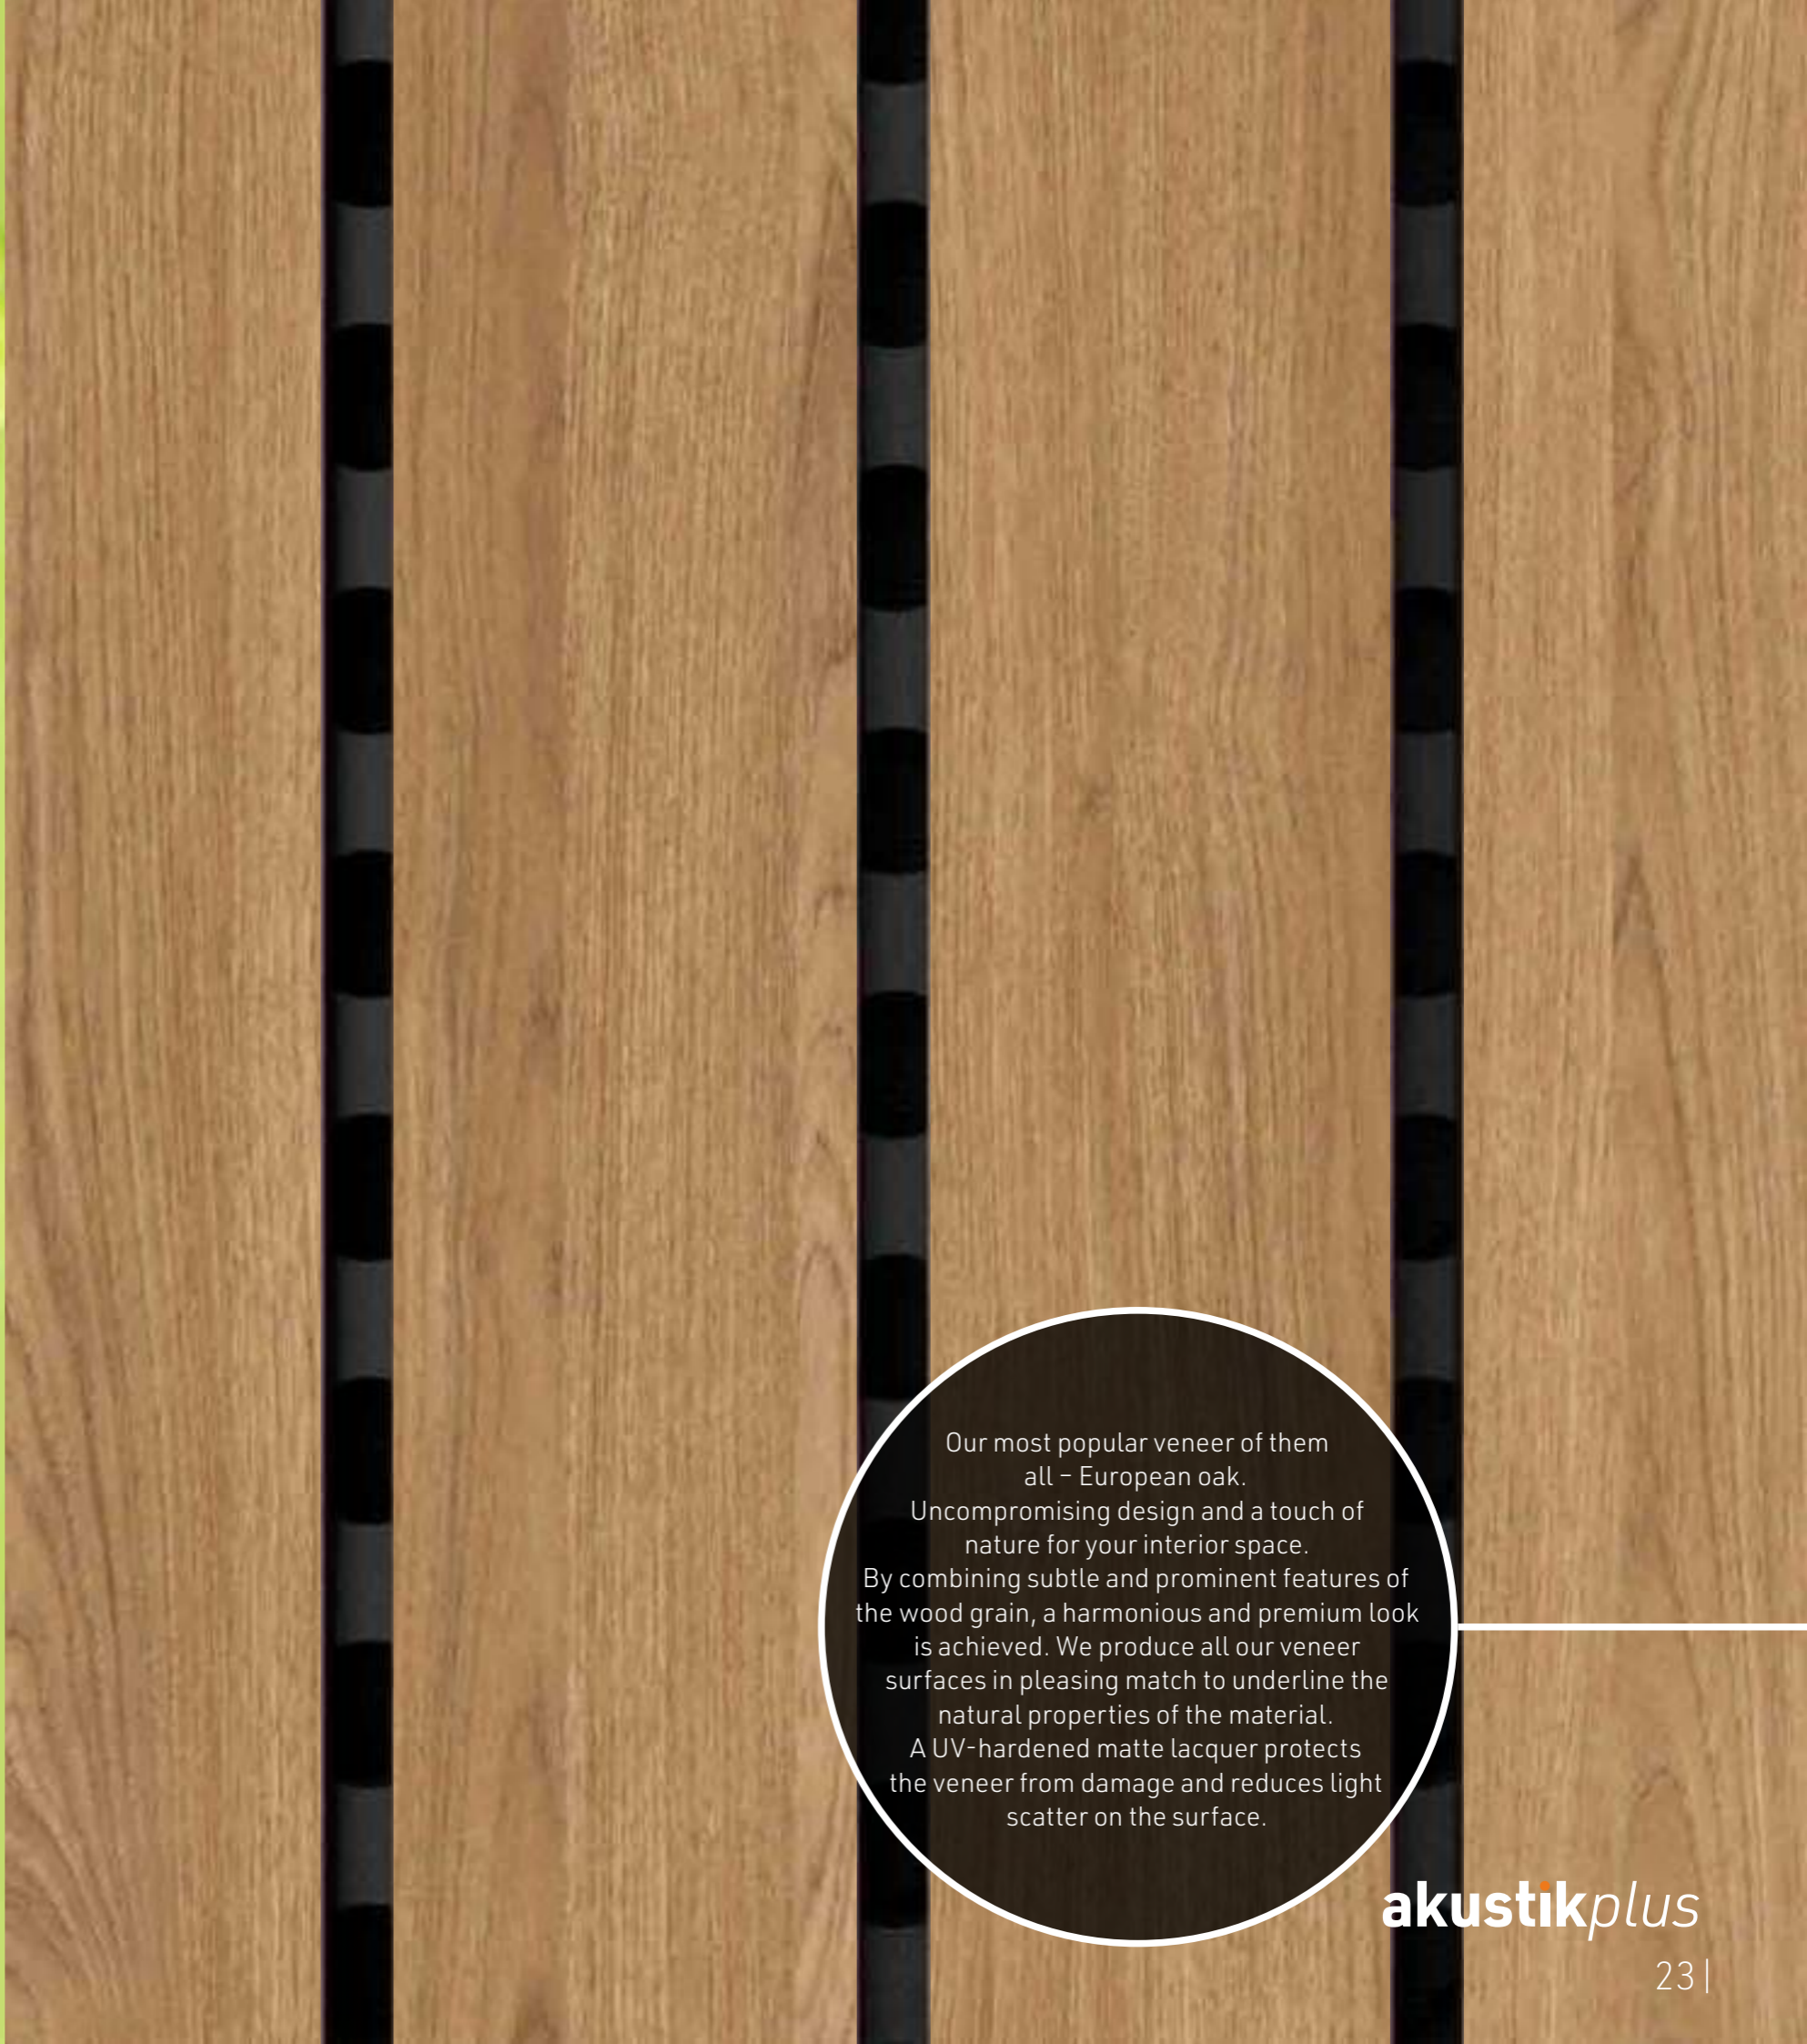 Our most popular veneer of them
all – European oak.
Uncompromising design and a touch of
nature for your interior space.
By combining subtle and prominent features of
the wood grain, a harmonious and premium look
is achieved. We produce all our veneer
surfaces in pleasing match to underline the
natural properties of the material.
A UV-hardened matte lacquer protects
the veneer from damage and reduces light
scatter on the surface.
akustikplus
23|